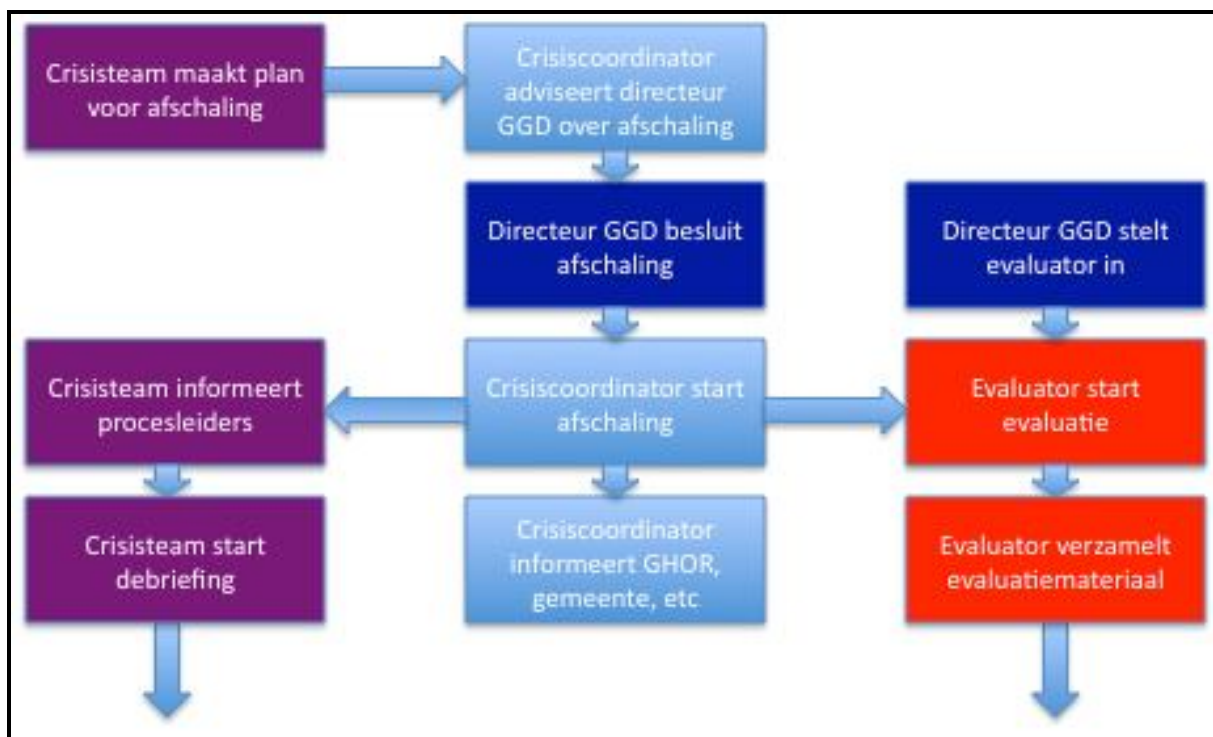 Crisisteam maakt plan
voor afschaling
Crisiscoordinator
adviseert directeur
GGD over afschaling
Directeur GGD besluit
afschaling
Directeur GGD stelt
evaluator in
Crisisteam informeert
procesleiders
Crisiscoordinator start
afschaling
Evaluator start
evaluatie
Crisisteam start
debriefing
Crisiscoordinator
informeert GHOR,
gemeente, etc
Evaluator verzamelt
evaluatiemateriaal